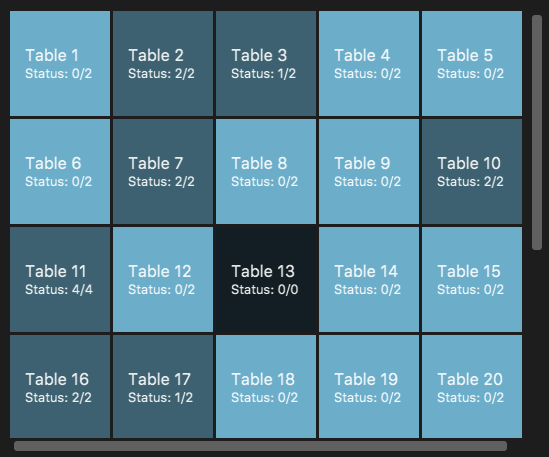 Table 1
Status: 0/2
Table 2
Status: 2/2
Table 3
Status: 1/2
Table 4
Status: 0/2
Table 5
Status: 0/2
Table 6
Status: 0/2
Table 7
Status: 2/2
Table 8
Status: 0/2
Table 9
Status: 0/2
Table 10
Status: 2/2
Table 11
Status: 4/4
Table 12
Status: 0/2
Table 13
Status: 0/0
Table 14
Status: 0/2
Table 15
Status: 0/2
Table 16
Status: 2/2
Table 17
Status: 1/2
Table 18
Status: 0/2
Table 19
Status: 0/2
Table 20
Status: 0/2